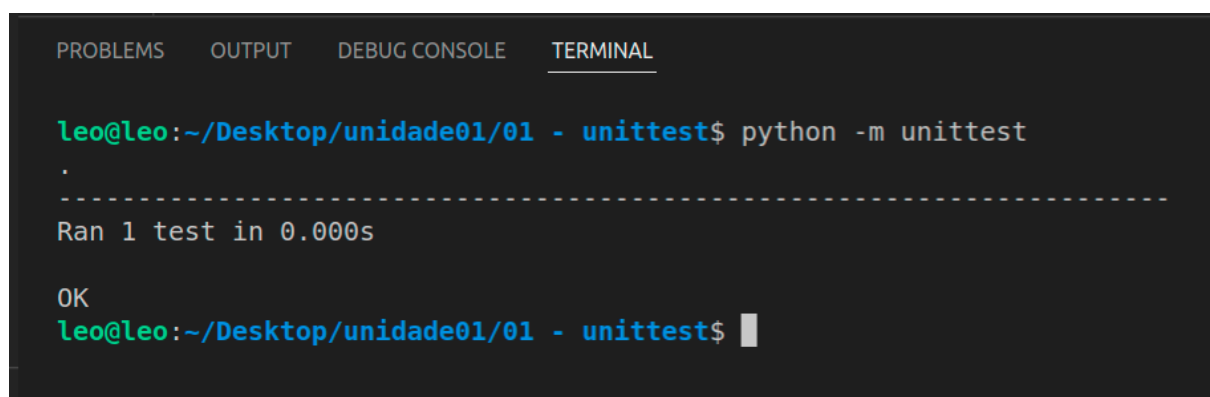 PROBLEMS OUTPUT DEBUG CONSOLE TERMINAL
leo@leo:~/Desktop/unidade01/01 - unittest$ python -m unittest
.
----------------------------------------------------------------------
Ran 1 test in 0.000s
OK
leo@leo:~/Desktop/unidade01/01 - unittest$